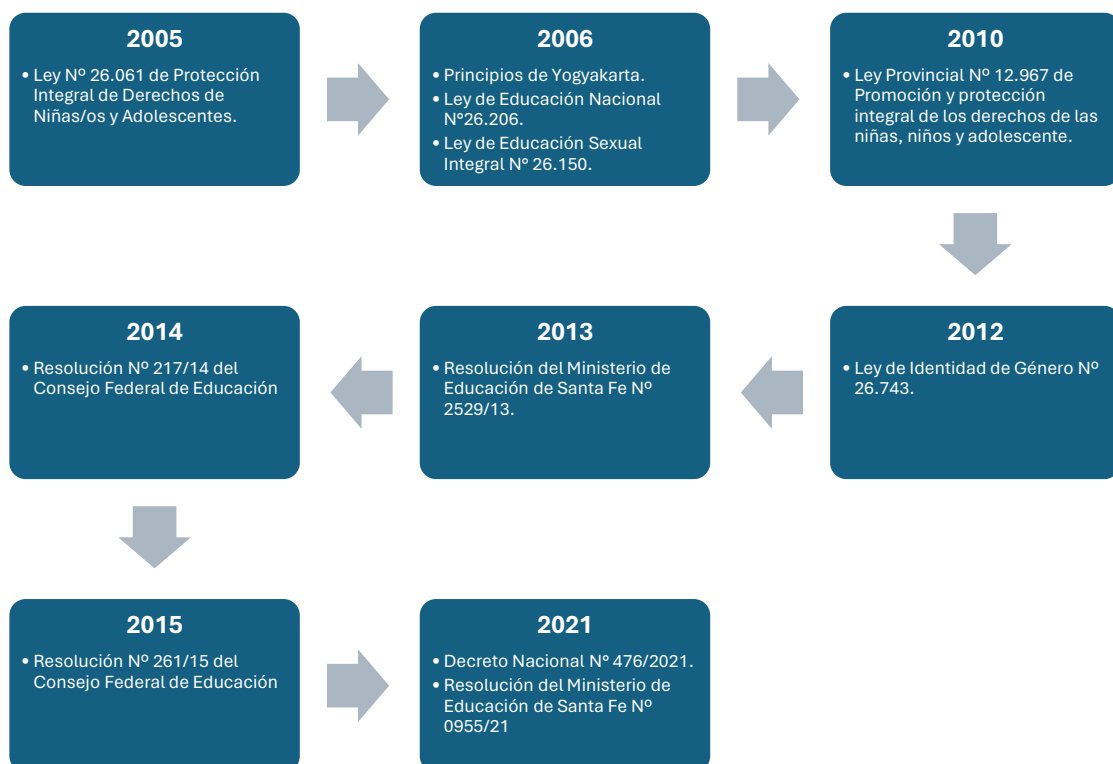 2005
• Ley Nº 26.061 de Protección
Integral de Derechos de
Niñas/os y Adolescentes.
2006
• Principios de Yogyakarta.
• Ley de Educación Nacional
N°26.206.
• Ley de Educación Sexual
Integral N° 26.150.
2010
• Ley Provincial Nº 12.967 de
Promoción y protección
integral de los derechos de las
niñas, niños y adolescente.
2012
• Ley de Identidad de Género Nº
26.743.
2013
• Resolución del Ministerio de
Educación de Santa Fe Nº
2529/13.
2014
• Resolución Nº 217/14 del
Consejo Federal de Educación
2015
• Resolución Nº 261/15 del
Consejo Federal de Educación
2021
• Decreto Nacional N° 476/2021.
• Resolución del Ministerio de
Educación de Santa Fe Nº
0955/21